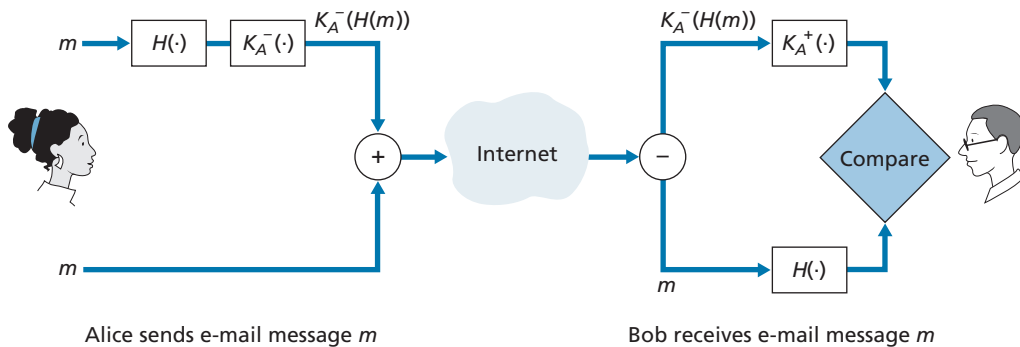 m
H(·)
K_A^−(·)
K_A^−(H(m))
+
m
Internet
−
K_A^−(H(m))
K_A^+(·)
Compare
m
H(·)
Alice sends e-mail message m
Bob receives e-mail message m